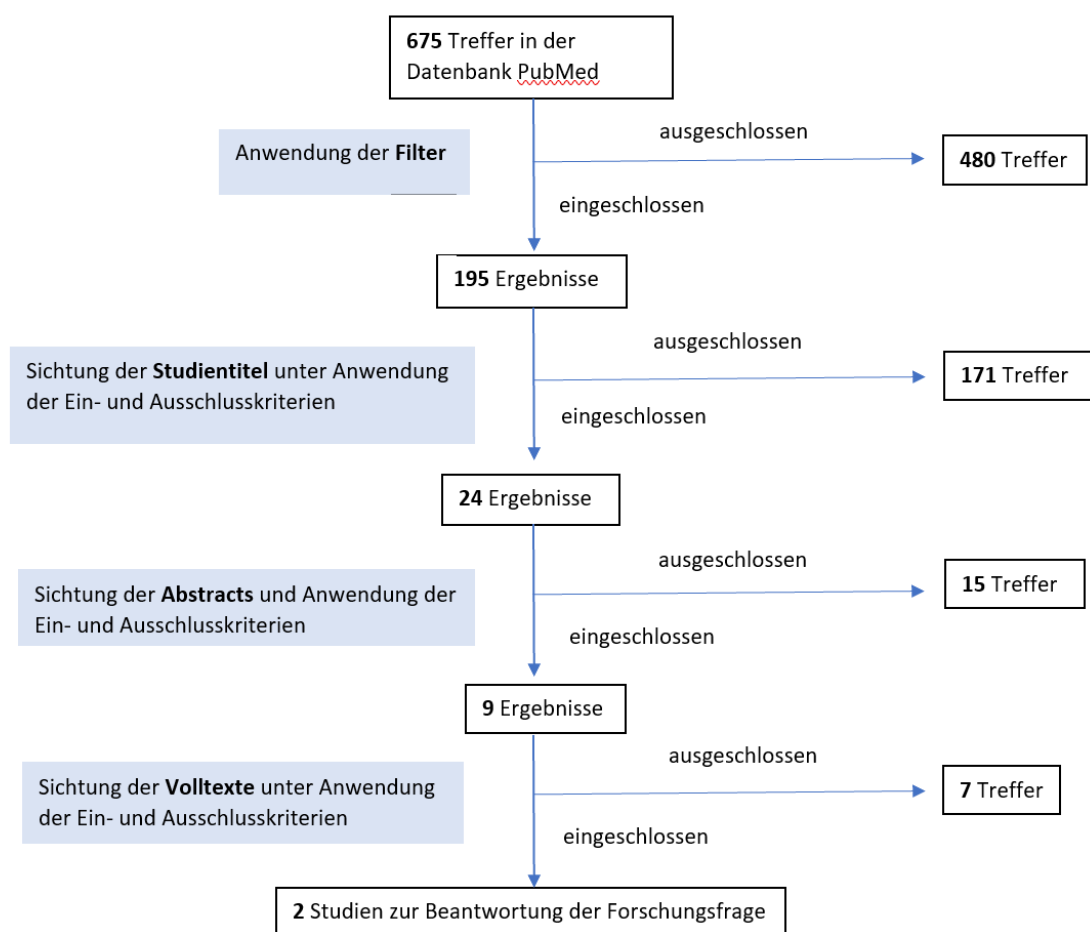 675 Treffer in der
Datenbank PubMed
ausgeschlossen
Anwendung der Filter
480 Treffer
eingeschlossen
195 Ergebnisse
ausgeschlossen
Sichtung der Studientitel unter Anwendung
der Ein- und Ausschlusskriterien
171 Treffer
eingeschlossen
24 Ergebnisse
ausgeschlossen
Sichtung der Abstracts und Anwendung der
Ein- und Ausschlusskriterien
15 Treffer
eingeschlossen
9 Ergebnisse
ausgeschlossen
Sichtung der Volltexte unter Anwendung
der Ein- und Ausschlusskriterien
7 Treffer
eingeschlossen
2 Studien zur Beantwortung der Forschungsfrage